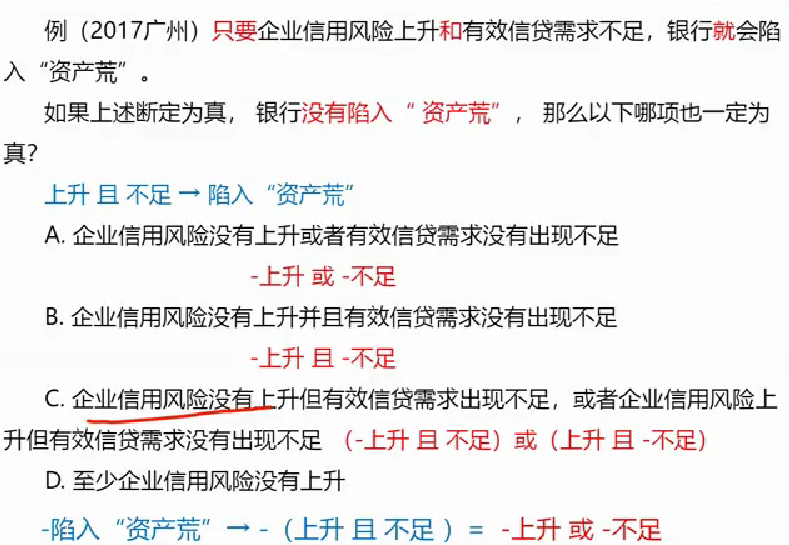 例（2017广州）只要企业信用风险上升和有效信贷需求不足，银行就会陷
入“资产荒”。
如果上述断定为真， 银行没有陷入“ 资产荒”， 那么以下哪项也一定为
真？
上升 且 不足 → 陷入“资产荒”
A. 企业信用风险没有上升或者有效信贷需求没有出现不足
-上升 或 -不足
B. 企业信用风险没有上升并且有效信贷需求没有出现不足
-上升 且 -不足
C. 企业信用风险没有上升但有效信贷需求出现不足，或者企业信用风险上
升但有效信贷需求没有出现不足 （-上升 且 不足）或（上升 且 -不足）
D. 至少企业信用风险没有上升
-陷入“资产荒”→ -（上升 且 不足 ）= -上升 或 -不足